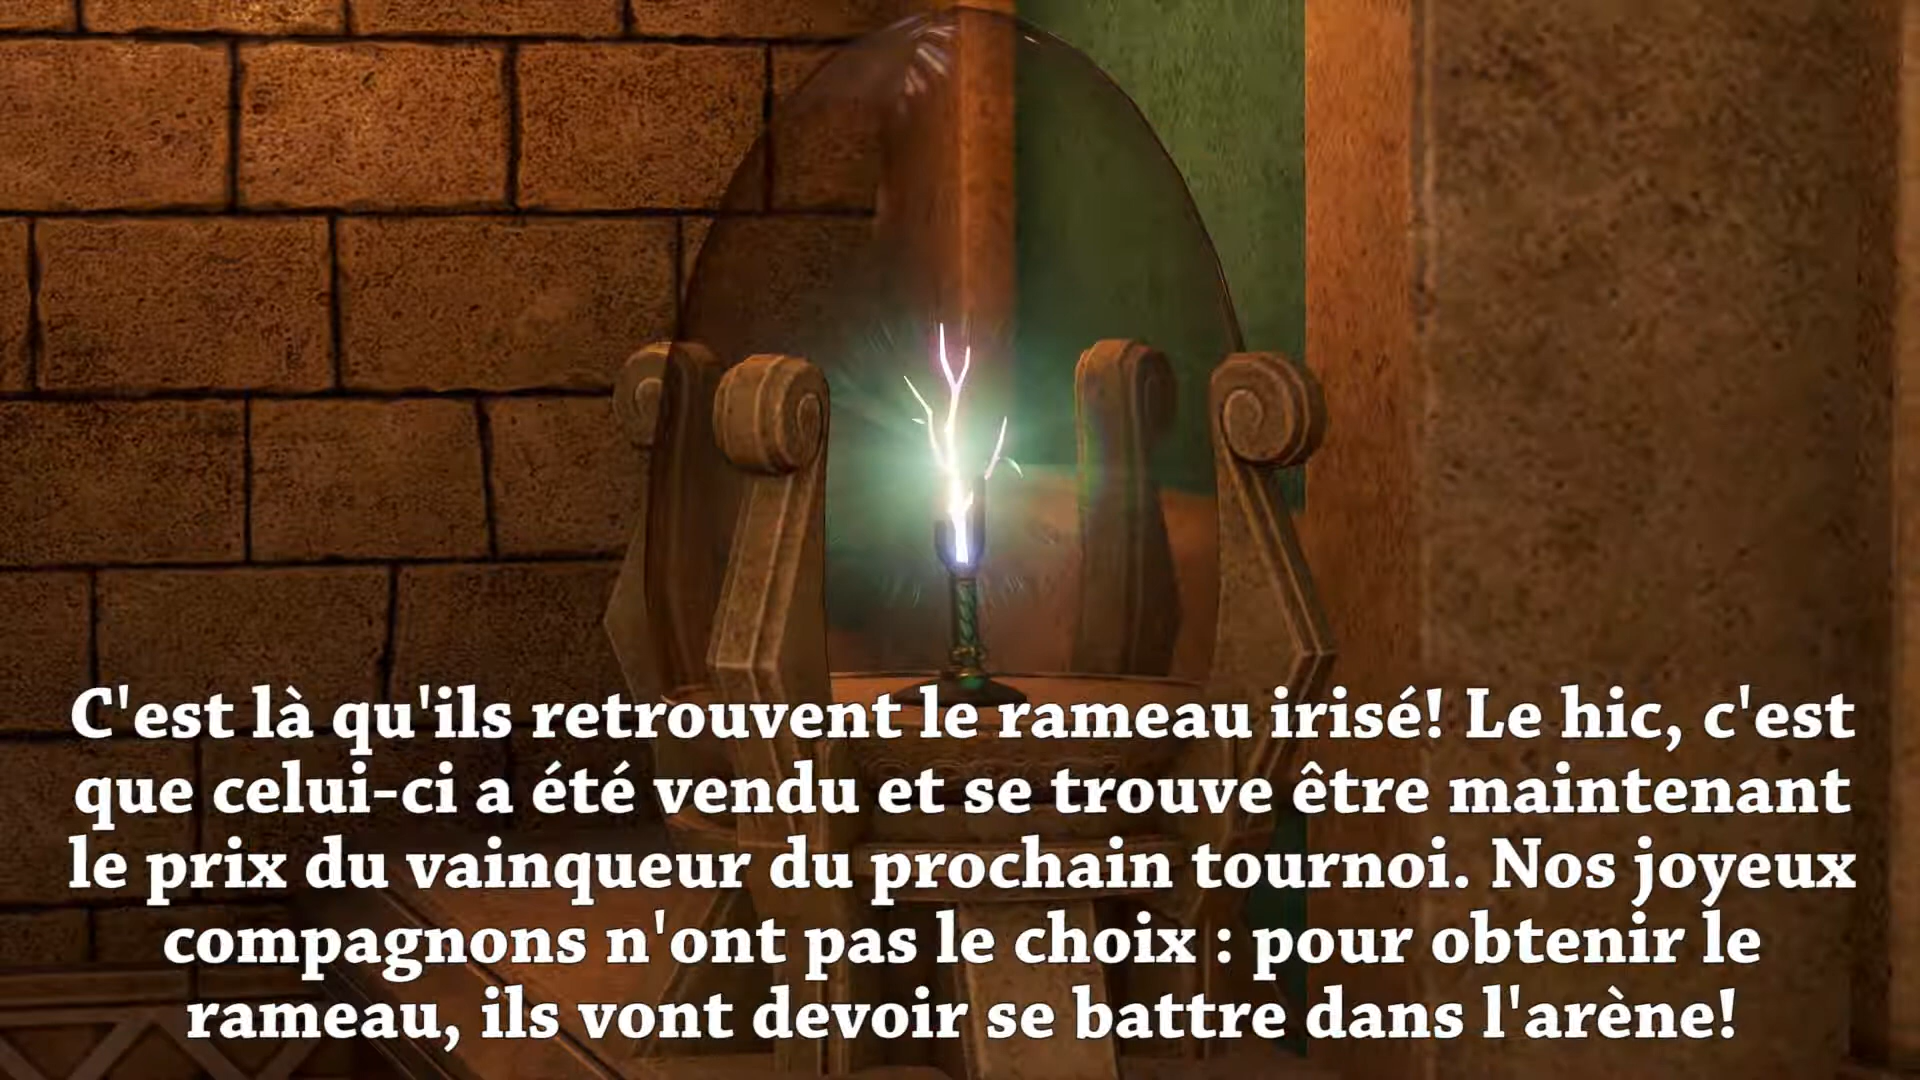 C'est là qu'ils retrouvent le rameau irisé! Le hic, c'est
que celui-ci a été vendu et se trouve être maintenant
le prix du vainqueur du prochain tournoi. Nos joyeux
compagnons n'ont pas le choix : pour obtenir le
rameau, ils vont devoir se battre dans l'arène!